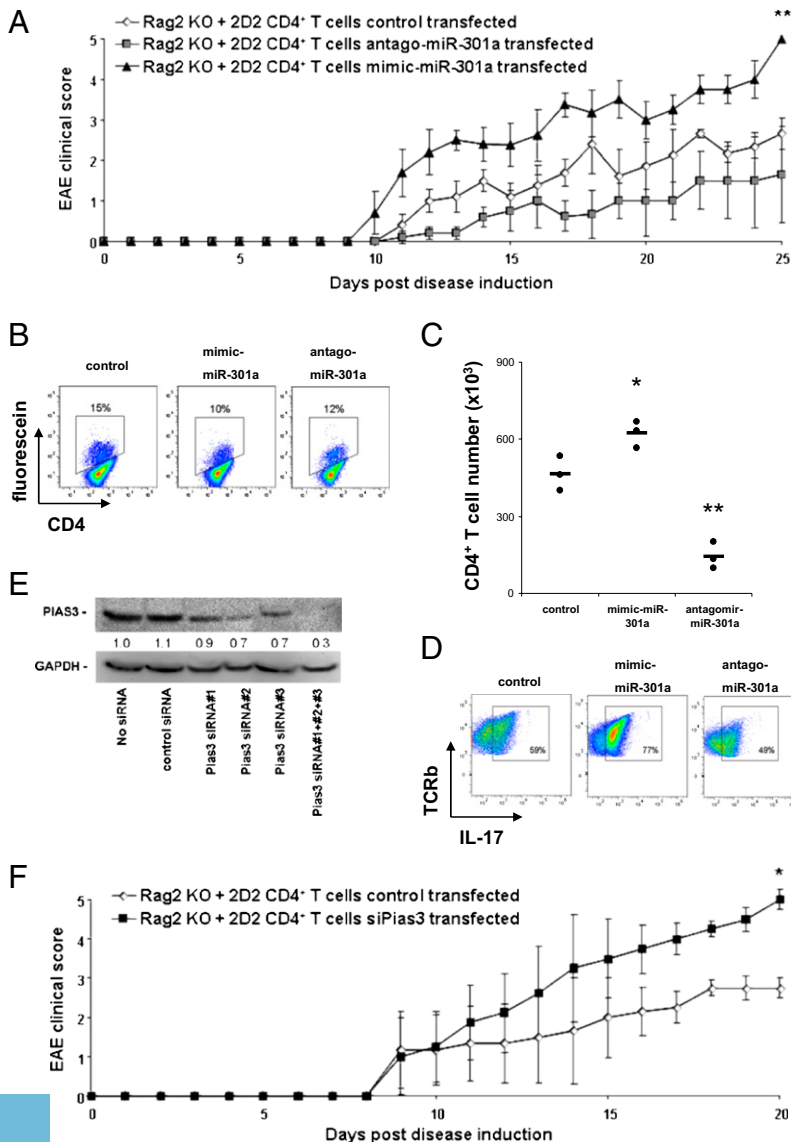 A
Rag2 KO + 2D2 CD4⁺ T cells control transfected
Rag2 KO + 2D2 CD4⁺ T cells antago-miR-301a transfected
Rag2 KO + 2D2 CD4⁺ T cells mimic-miR-301a transfected
**
EAE clinical score
5
4
3
2
1
0
0 5 10 15 20 25
Days post disease induction
B
control
mimic-
miR-301a
antago-
miR-301a
15%
10%
12%
fluorescein
CD4
C
CD4⁺ T cell number (x10³)
900
600
300
0
*
**
control
mimic-miR-
301a
antagomir-
miR-301a
D
control
mimic-
miR-301a
antago-
miR-301a
59%
77%
49%
TCRb
IL-17
E
PIAS3 -
1.0 1.1 0.9 0.7 0.7 0.3
GAPDH -
No siRNA
control siRNA
Pias3 siRNA#1
Pias3 siRNA#2
Pias3 siRNA#3
Pias3 siRNA#1+#2+#3
F
Rag2 KO + 2D2 CD4⁺ T cells control transfected
Rag2 KO + 2D2 CD4⁺ T cells siPias3 transfected
*
EAE clinical score
5
4
3
2
1
0
0 5 10 15 20
Days post disease induction